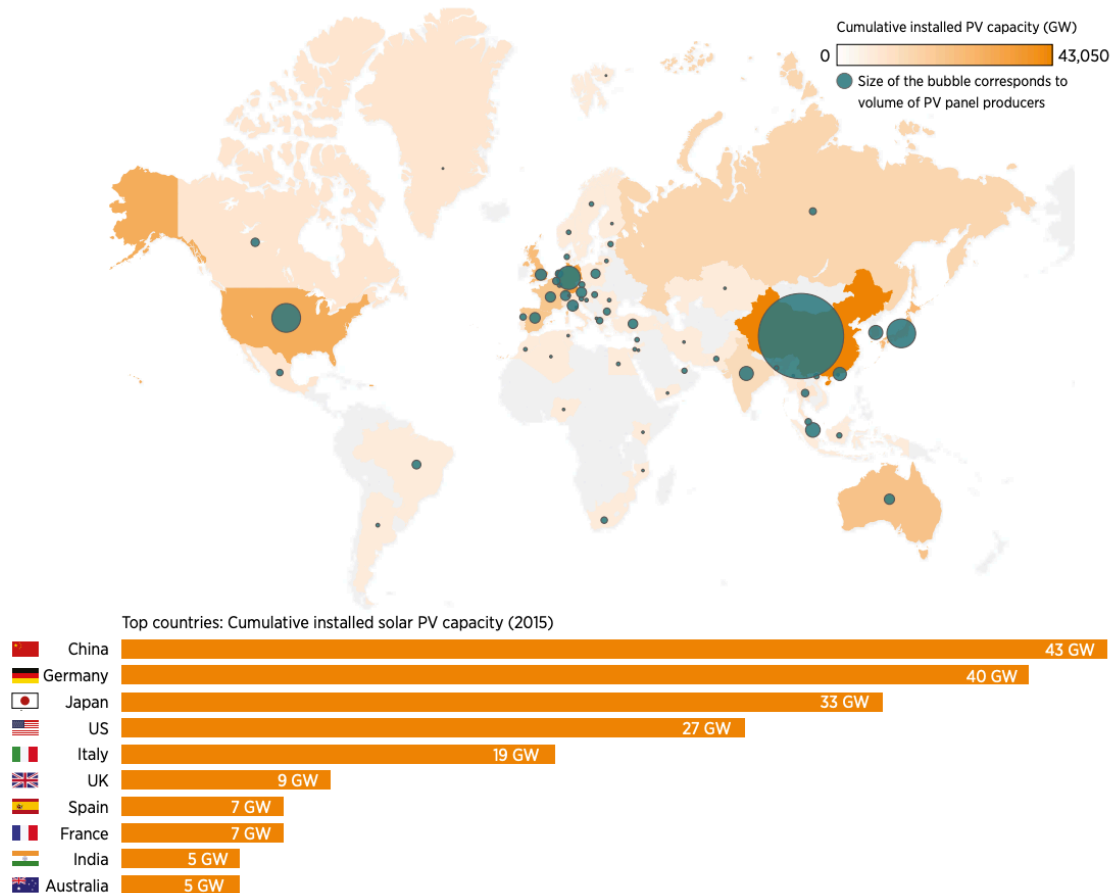 Cumulative installed PV capacity (GW)
0 43,050
Size of the bubble corresponds to
volume of PV panel producers
Top countries: Cumulative installed solar PV capacity (2015)
China 43 GW
Germany 40 GW
Japan 33 GW
US 27 GW
Italy 19 GW
UK 9 GW
Spain 7 GW
France 7 GW
India 5 GW
Australia 5 GW